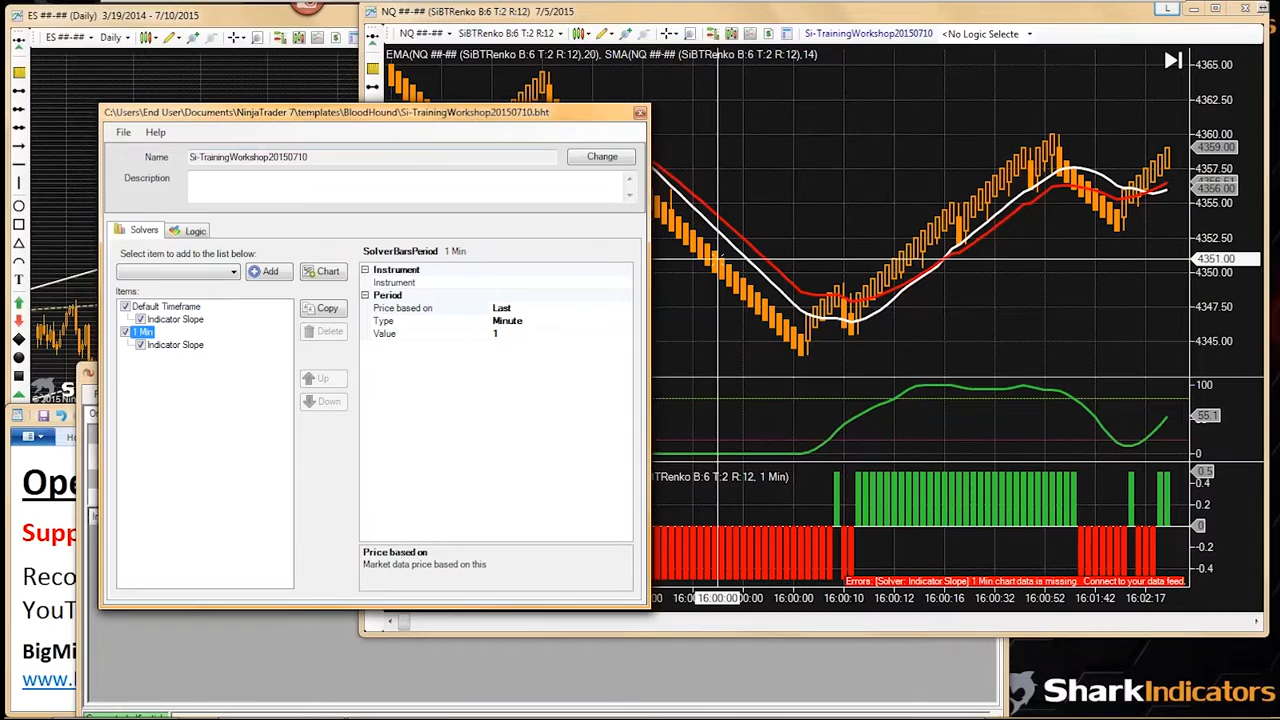 ES ##-## (Daily)  3/19/2014 - 7/10/2015
NQ ##-## (SiBTRenko B:6 T:2 R:12)  7/5/2015
L
ES ##-##
Daily
NQ ##-##
SiBTRenko B:6 T:2 R:12
Si-TrainingWorkshop20150710
<No Logic Selecte
EMA(NQ ##-## (SiBTRenko B:6 T:2 R:12),20), SMA(NQ ##-## (SiBTRenko B:6 T:2 R:12),14)
4365.00
4362.50
4360.00
4359.00
4357.50
4356.00
4355.00
4352.50
4351.00
4350.00
4347.50
4345.00
100
55.1
0
C:\Users\End User\Documents\NinjaTrader 7\templates\BloodHound\Si-TrainingWorkshop20150710.bht
File
Help
Name
Si-TrainingWorkshop20150710
Change
Description
Solvers
Logic
Select item to add to the list below:
Add
Chart
Items:
Default Timeframe
Indicator Slope
1 Min
Indicator Slope
Copy
Delete
Up
Down
SolverBarsPeriod  1 Min
Instrument
Instrument
Period
Price based on  Last
Type  Minute
Value  1
Price based on
Market data price based on this
BTRenko B:6 T:2 R:12, 1 Min)
0.5
0.4
0.2
0
-0.2
-0.4
Errors: [Solver: Indicator Slope] 1 Min chart data is missing.  Connect to your data feed.
16:00:00
16:00:00
16:00:10
16:00:16
16:00:32
16:00:52
16:01:42
16:02:17
© 2015 Nin
Ope
Supp
Reco
YouT
BigMi
www.
SharkIndicators